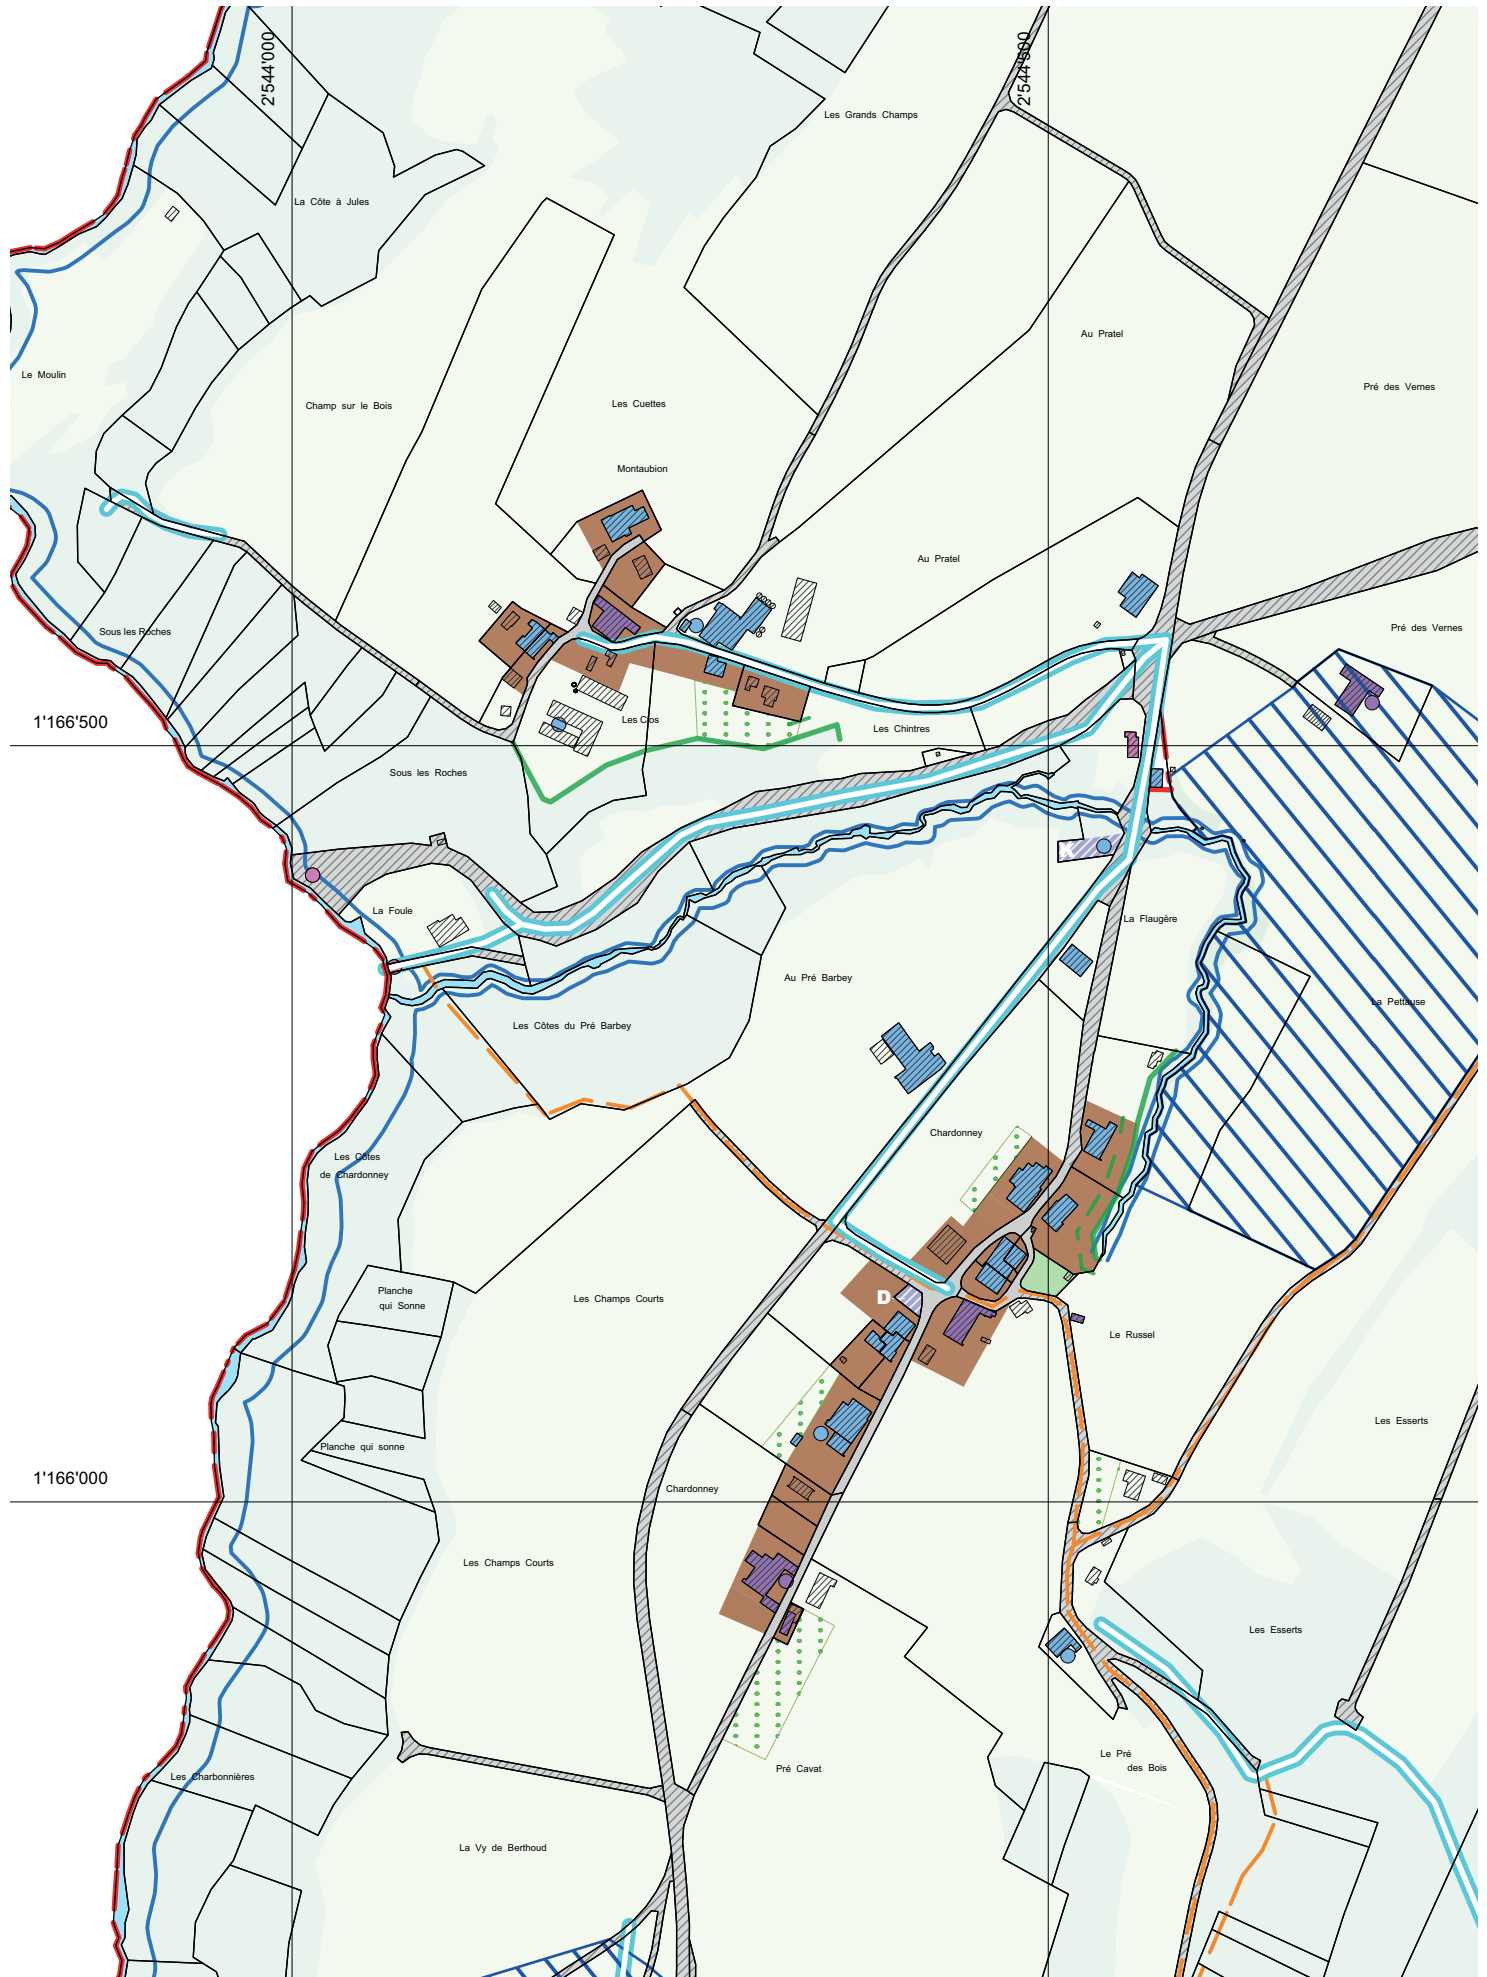 2'544'000
2'544'500
Les Grands Champs
La Côte à Jules
Au Pratel
Le Moulin
Pré des Vernes
Champ sur le Bois
Les Cuettes
Montaubion
Au Pratel
Sous les Roches
Pré des Vernes
1'166'500
Les Clos
Les Chintres
Sous les Roches
K
La Foule
La Flaugère
Au Pré Barbey
La Pettause
Les Côtes du Pré Barbey
Chardonney
Les Côtes
de Chardonney
Planche
qui Sonne
Les Champs Courts
D
Le Russel
Les Esserts
Planche qui sonne
1'166'000
Chardonney
Les Champs Courts
Les Esserts
Le Pré
des Bois
Pré Cavat
Les Charbonnières
La Vy de Berthoud